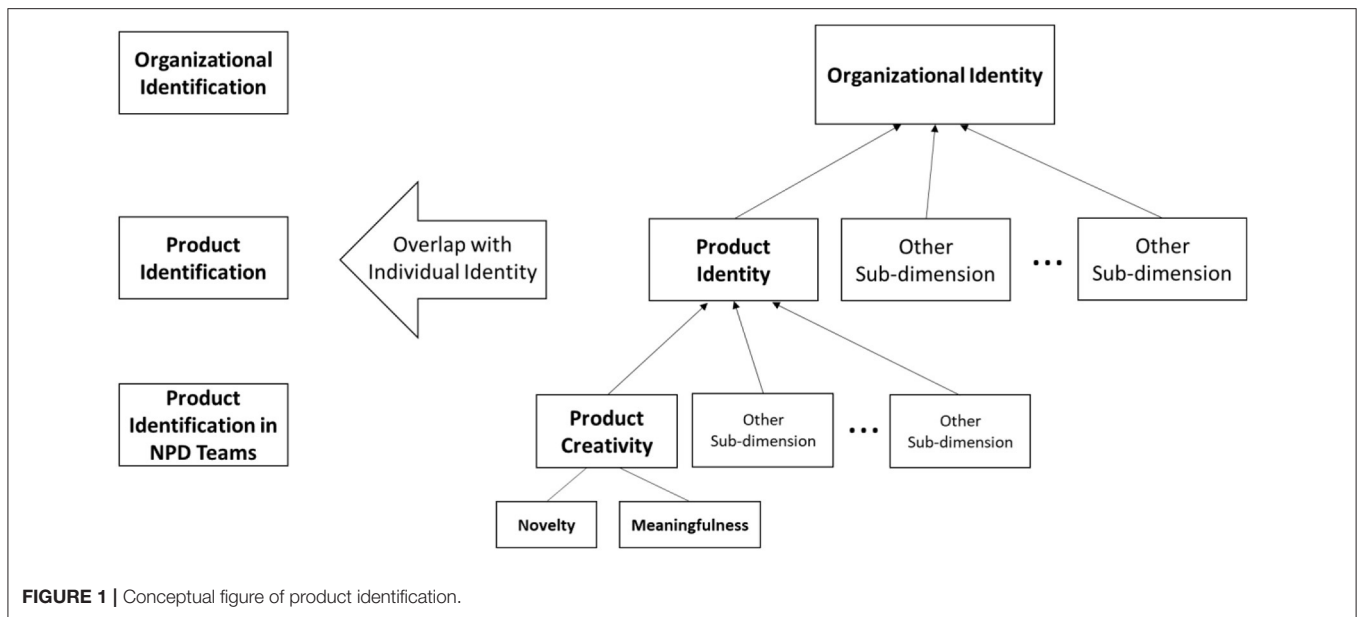 Organizational
Identification
Organizational Identity
Product
Identification
Overlap with
Individual Identity
Product
Identity
Other
Sub-dimension
...
Other
Sub-dimension
Product
Identification in
NPD Teams
Product
Creativity
Other
Sub-dimension
...
Other
Sub-dimension
Novelty
Meaningfulness
FIGURE 1 | Conceptual figure of product identification.